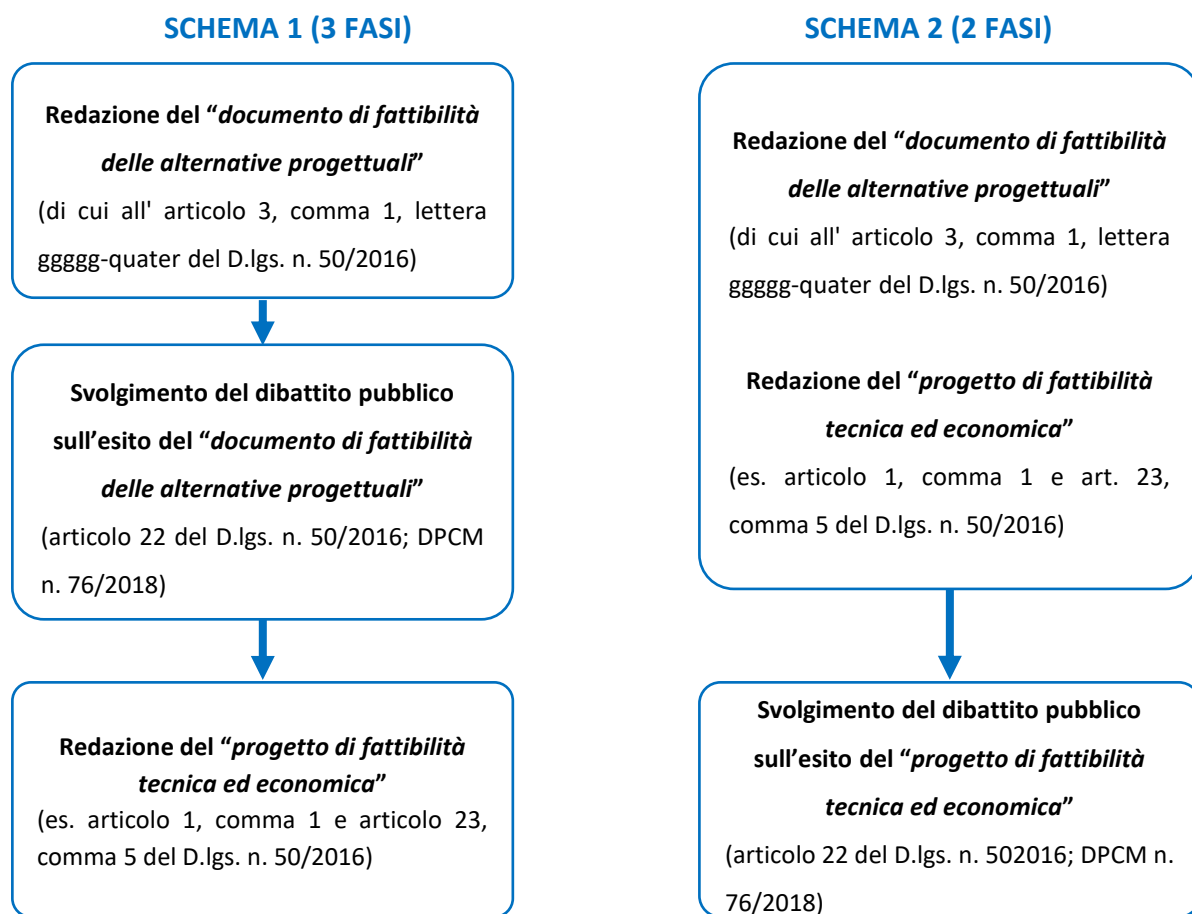 SCHEMA 1 (3 FASI)
Redazione del “documento di fattibilità
delle alternative progettuali”
(di cui all' articolo 3, comma 1, lettera
ggggg-quater del D.lgs. n. 50/2016)
Svolgimento del dibattito pubblico
sull’esito del “documento di fattibilità
delle alternative progettuali”
(articolo 22 del D.lgs. n. 50/2016; DPCM
n. 76/2018)
Redazione del “progetto di fattibilità
tecnica ed economica”
(es. articolo 1, comma 1 e articolo 23,
comma 5 del D.lgs. n. 50/2016)
SCHEMA 2 (2 FASI)
Redazione del “documento di fattibilità
delle alternative progettuali”
(di cui all' articolo 3, comma 1, lettera
ggggg-quater del D.lgs. n. 50/2016)
Redazione del “progetto di fattibilità
tecnica ed economica”
(es. articolo 1, comma 1 e art. 23,
comma 5 del D.lgs. n. 50/2016)
Svolgimento del dibattito pubblico
sull’esito del “progetto di fattibilità
tecnica ed economica”
(articolo 22 del D.lgs. n. 502016; DPCM n.
76/2018)